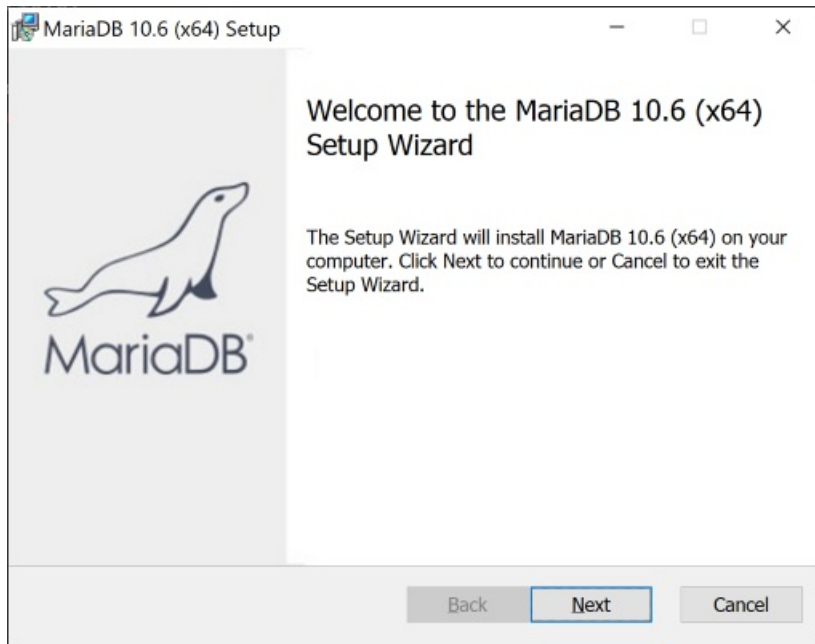 MariaDB 10.6 (x64) Setup
Welcome to the MariaDB 10.6 (x64)
Setup Wizard
The Setup Wizard will install MariaDB 10.6 (x64) on your
computer. Click Next to continue or Cancel to exit the
Setup Wizard.
MariaDB®
Back
Next
Cancel